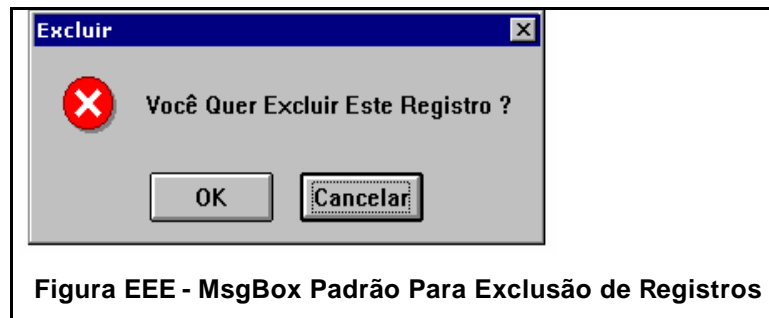 Excluir
Você Quer Excluir Este Registro ?
OK Cancelar
Figura EEE - MsgBox Padrão Para Exclusão de Registros